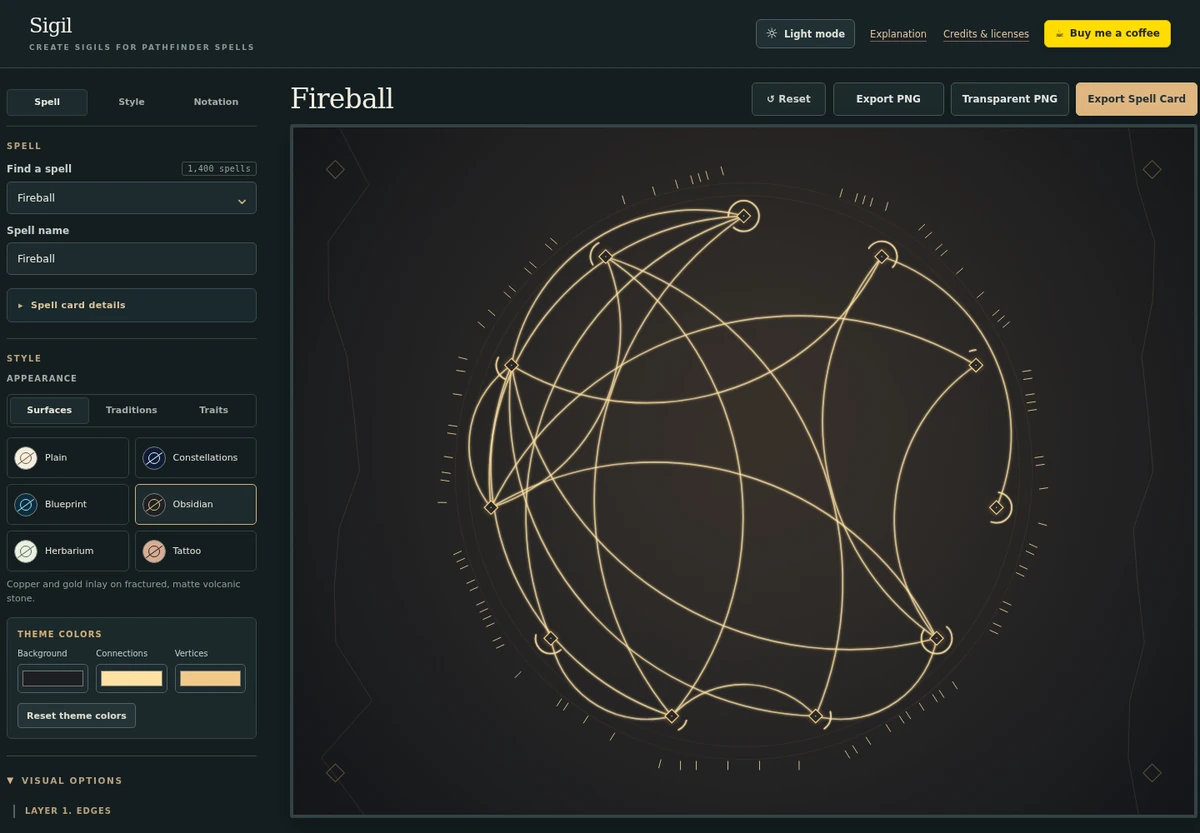 Sigil
CREATE SIGILS FOR PATHFINDER SPELLS
Light mode
Explanation
Credits & licenses
Buy me a coffee
Spell
Style
Notation
Fireball
Reset
Export PNG
Transparent PNG
Export Spell Card
SPELL
Find a spell
1,400 spells
Fireball
Spell name
Fireball
Spell card details
STYLE
APPEARANCE
Surfaces
Traditions
Traits
Plain
Constellations
Blueprint
Obsidian
Herbarium
Tattoo
Copper and gold inlay on fractured, matte volcanic
stone.
THEME COLORS
Background
Connections
Vertices
Reset theme colors
VISUAL OPTIONS
LAYER 1. EDGES